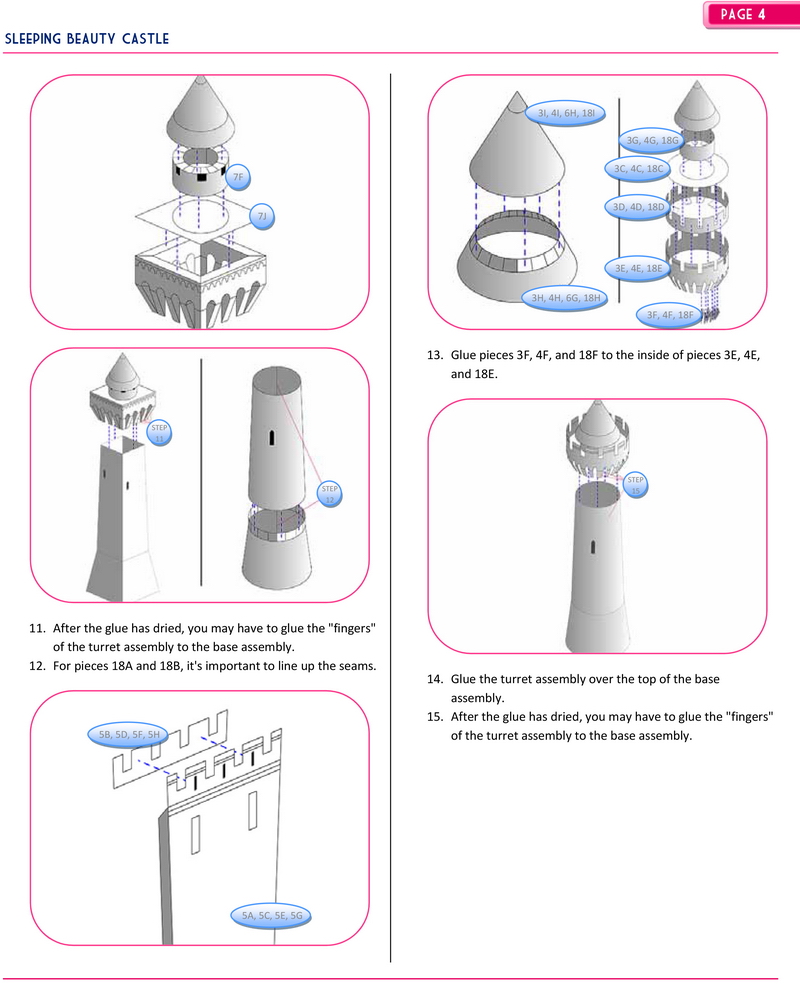 PAGE 4
SLEEPING BEAUTY CASTLE
7F
7J
STEP
11
STEP
12
11. After the glue has dried, you may have to glue the "fingers"
of the turret assembly to the base assembly.
12. For pieces 18A and 18B, it's important to line up the seams.
5B, 5D, 5F, 5H
5A, 5C, 5E, 5G
3I, 4I, 6H, 18I
3G, 4G, 18G
3C, 4C, 18C
3D, 4D, 18D
3E, 4E, 18E
3H, 4H, 6G, 18H
3F, 4F, 18F
13. Glue pieces 3F, 4F, and 18F to the inside of pieces 3E, 4E,
and 18E.
STEP
15
14. Glue the turret assembly over the top of the base
assembly.
15. After the glue has dried, you may have to glue the "fingers"
of the turret assembly to the base assembly.